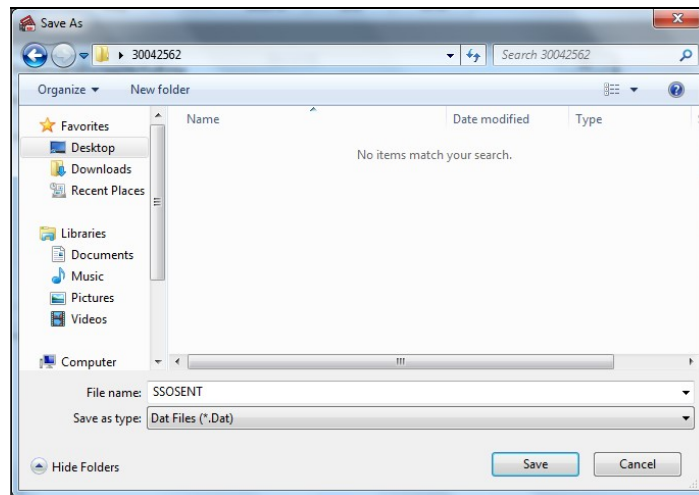 Save As
30042562
Search 30042562
Organize
New folder
Name
Date modified
Type
Favorites
Desktop
Downloads
Recent Places
Libraries
Documents
Music
Pictures
Videos
Computer
No items match your search.
File name: SSOSENT
Save as type: Dat Files (*.Dat)
Hide Folders
Save
Cancel